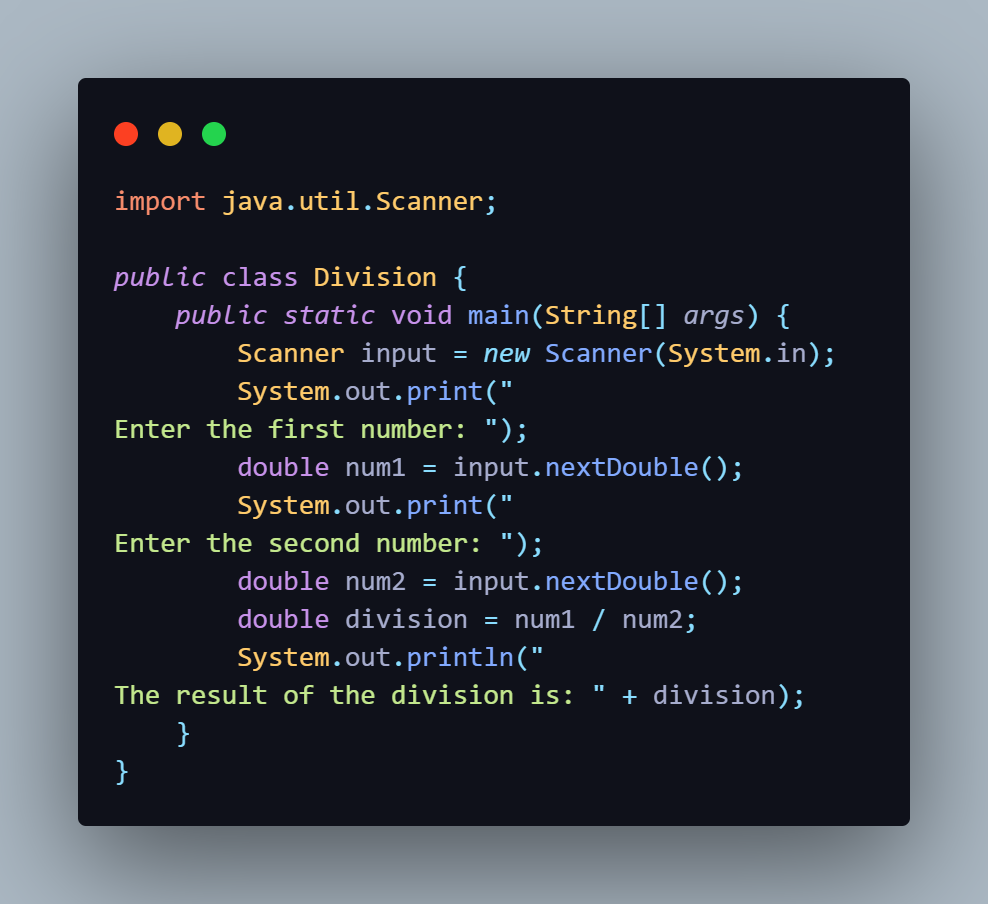 import java.util.Scanner;

public class Division {
    public static void main(String[] args) {
        Scanner input = new Scanner(System.in);
        System.out.print("
Enter the first number: ");
        double num1 = input.nextDouble();
        System.out.print("
Enter the second number: ");
        double num2 = input.nextDouble();
        double division = num1 / num2;
        System.out.println("
The result of the division is: " + division);
    }
}